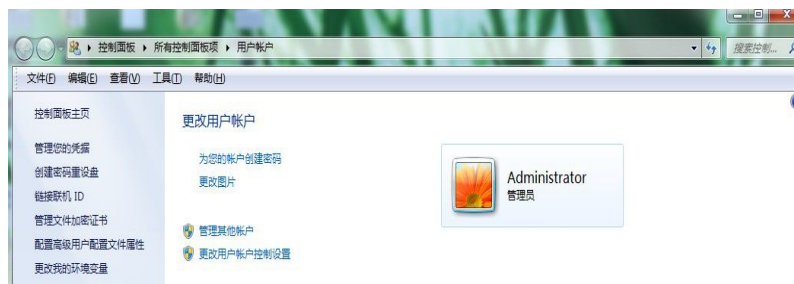 控制面板 ▸ 所有控制面板项 ▸ 用户帐户
搜索控制...
文件(F) 编辑(E) 查看(V) 工具(T) 帮助(H)
控制面板主页
管理您的凭据
创建密码重设盘
链接联机 ID
管理文件加密证书
配置高级用户配置文件属性
更改我的环境变量
更改用户帐户
为您的帐户创建密码
更改图片
管理其他帐户
更改用户帐户控制设置
Administrator
管理员